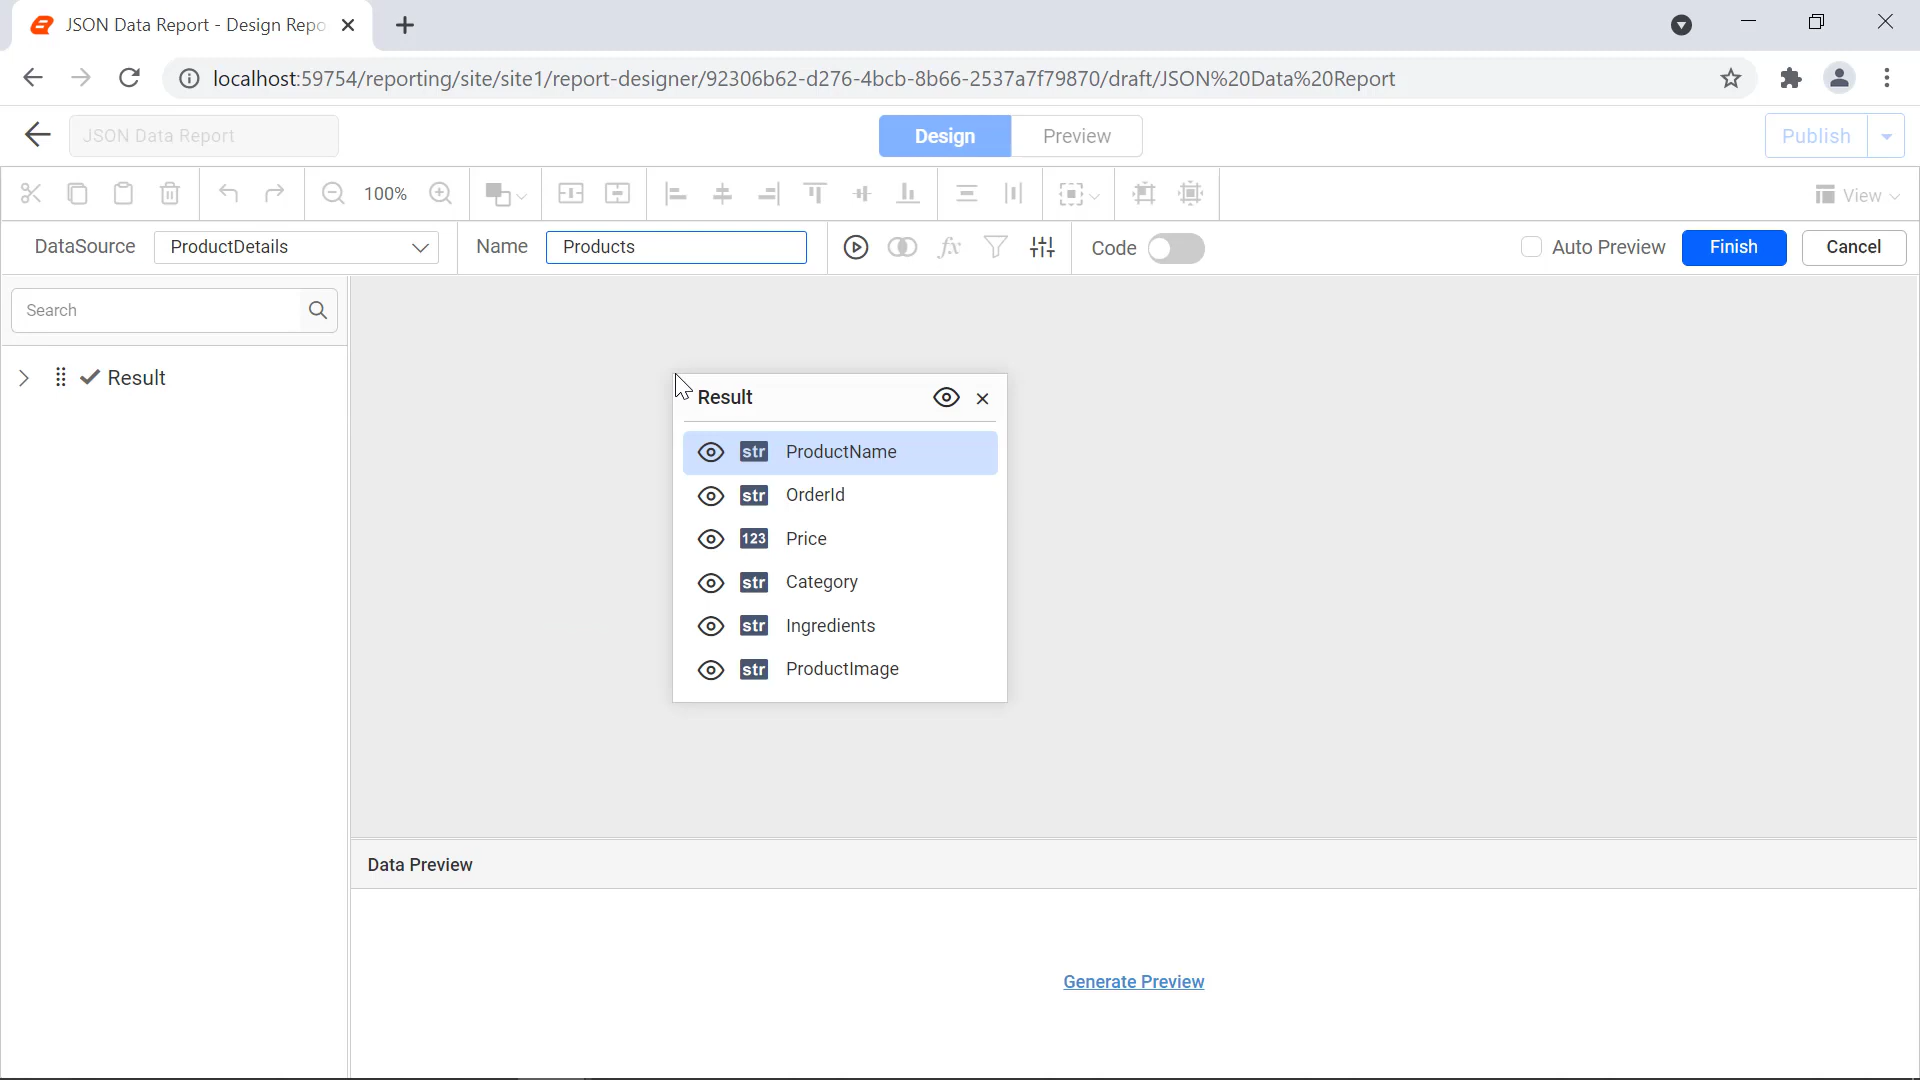 JSON Data Report - Design Repo
localhost:59754/reporting/site/site1/report-designer/92306b62-d276-4bcb-8b66-2537a7f79870/draft/JSON%20Data%20Report
JSON Data Report
Design
Preview
Publish
100%
View
DataSource
ProductDetails
Name
Products
fx
Code
Auto Preview
Finish
Cancel
Search
Result
Result
str ProductName
str OrderId
123 Price
str Category
str Ingredients
str ProductImage
Data Preview
Generate Preview